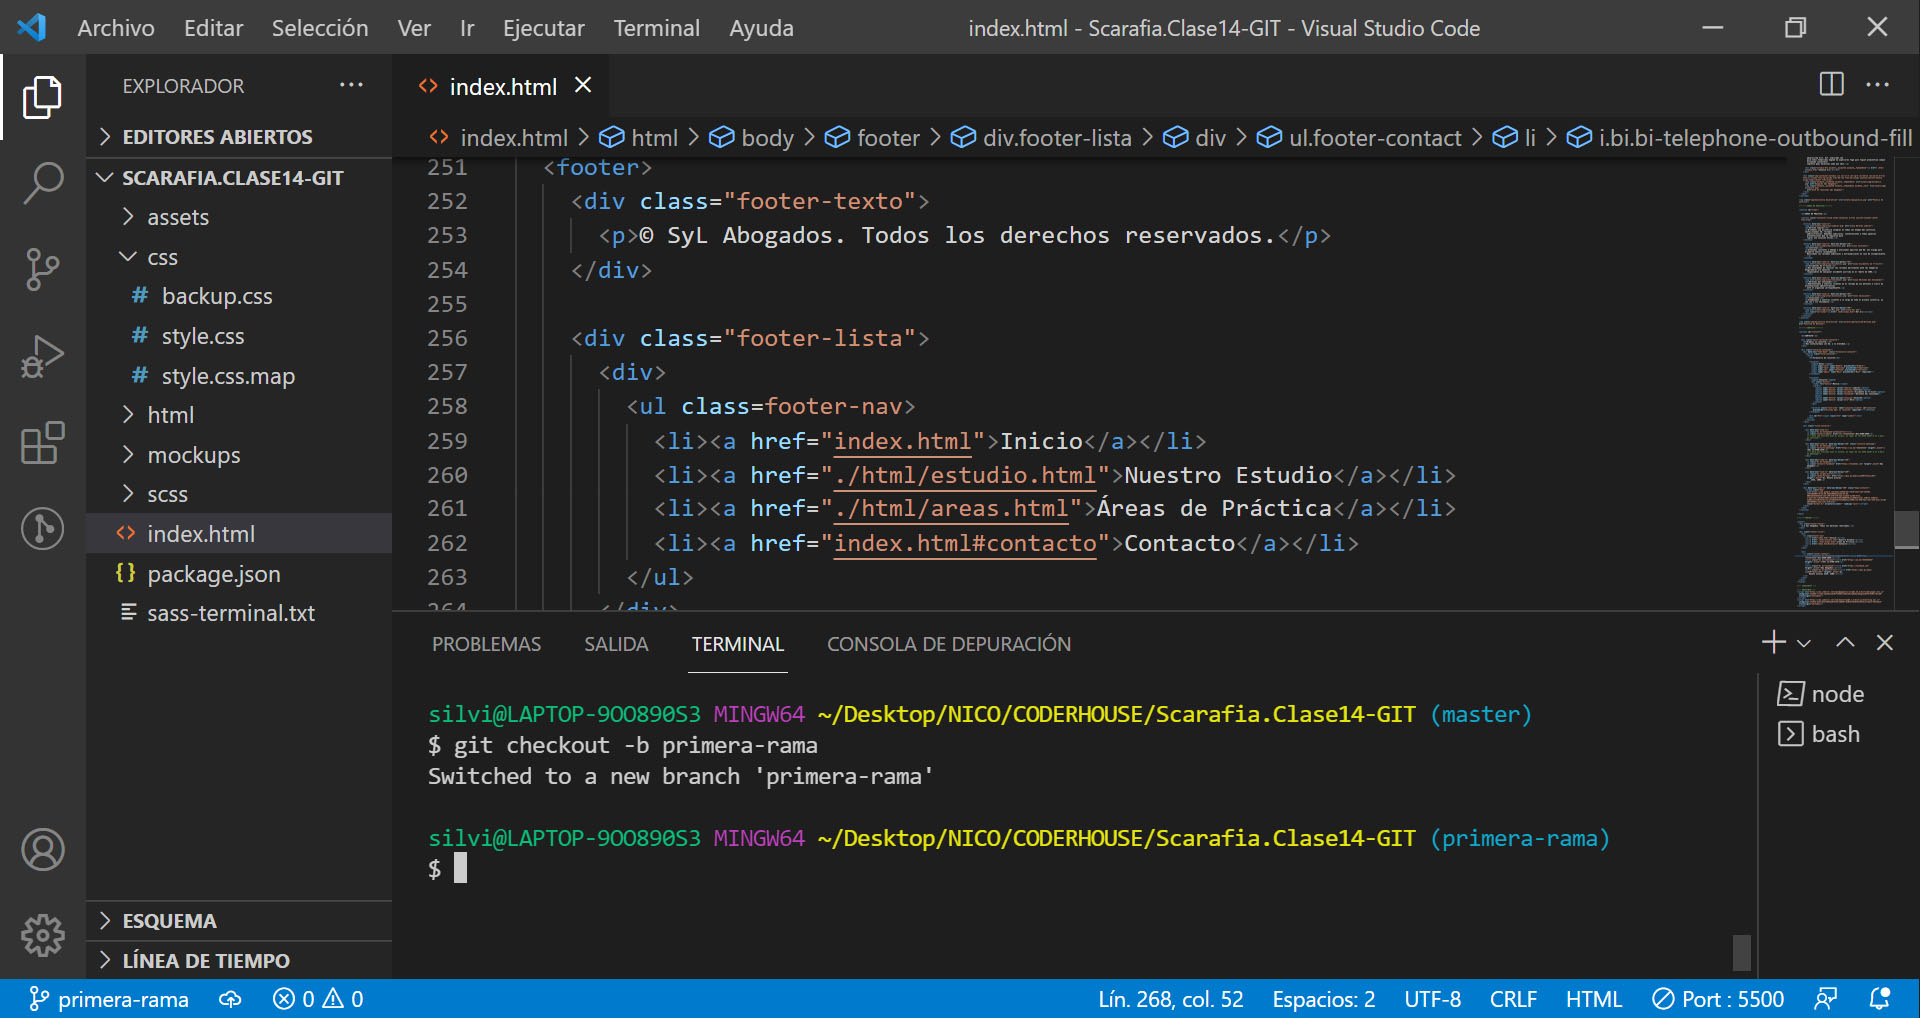 Archivo Editar Selección Ver Ir Ejecutar Terminal Ayuda index.html - Scarafia.Clase14-GIT - Visual Studio Code
EXPLORADOR
EDITORES ABIERTOS
SCARAFIA.CLASE14-GIT
assets
css
# backup.css
# style.css
# style.css.map
html
mockups
scss
<> index.html
{} package.json
sass-terminal.txt
ESQUEMA
LÍNEA DE TIEMPO
<> index.html
<> index.html > html > body > footer > div.footer-lista > div > ul.footer-contact > li > i.bi.bi-telephone-outbound-fill
251 <footer>
252 <div class="footer-texto">
253 <p>© SyL Abogados. Todos los derechos reservados.</p>
254 </div>
255
256 <div class="footer-lista">
257 <div>
258 <ul class=footer-nav>
259 <li><a href="index.html">Inicio</a></li>
260 <li><a href="./html/estudio.html">Nuestro Estudio</a></li>
261 <li><a href="./html/areas.html">Áreas de Práctica</a></li>
262 <li><a href="index.html#contacto">Contacto</a></li>
263 </ul>
264 </div>
PROBLEMAS SALIDA TERMINAL CONSOLA DE DEPURACIÓN
silvi@LAPTOP-9OO890S3 MINGW64 ~/Desktop/NICO/CODERHOUSE/Scarafia.Clase14-GIT (master)
$ git checkout -b primera-rama
Switched to a new branch 'primera-rama'
silvi@LAPTOP-9OO890S3 MINGW64 ~/Desktop/NICO/CODERHOUSE/Scarafia.Clase14-GIT (primera-rama)
$
node
bash
primera-rama 0 0 Lín. 268, col. 52 Espacios: 2 UTF-8 CRLF HTML Port : 5500